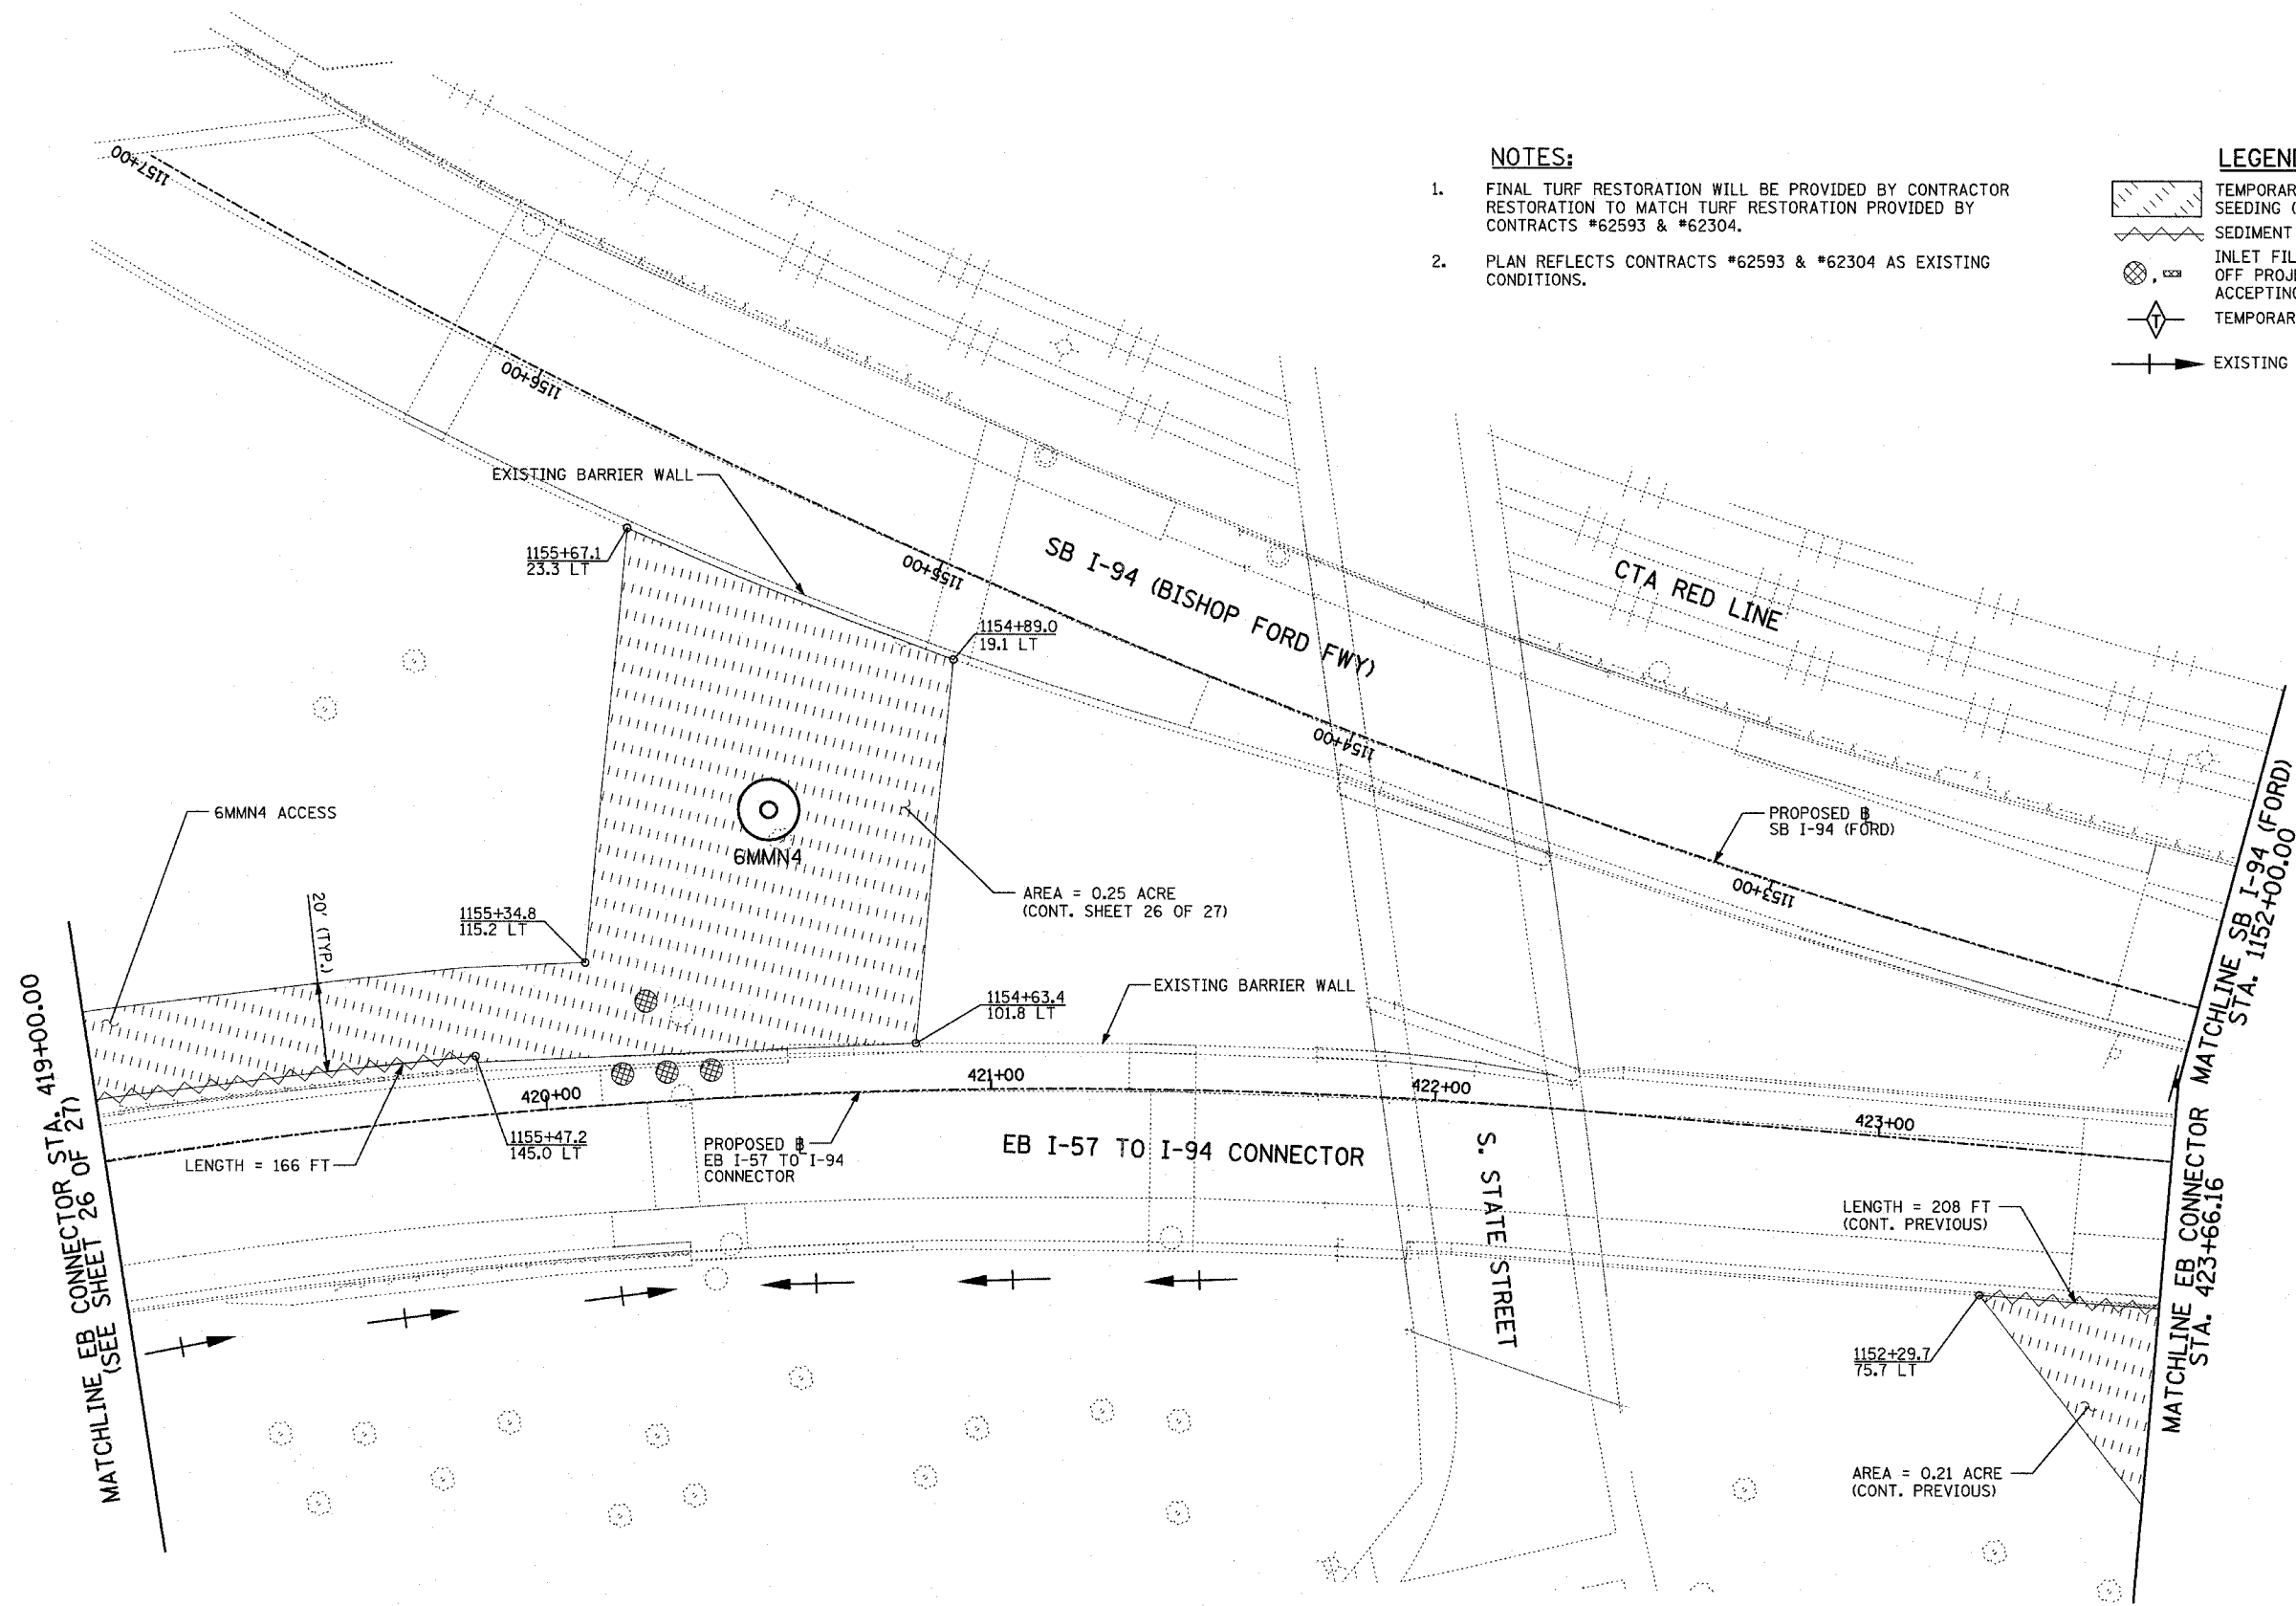 NOTES:
1. FINAL TURF RESTORATION WILL BE PROVIDED BY CONTRACTOR
RESTORATION TO MATCH TURF RESTORATION PROVIDED BY
CONTRACTS #62593 & #62304.
2. PLAN REFLECTS CONTRACTS #62593 & #62304 AS EXISTING
CONDITIONS.
SEEDING (
SEDIMENT
OFF
ACCEPTING
T
EXISTING
1157+00
1156+00
EXISTING BARRIER WALL
1155+67.1
23.3 LT
1155+00
SB I-94 (BISHOP FORD FWY)
CTA RED LINE
1154+89.0
19.1 LT
1154+00
6MMN4 ACCESS
6MMN4
PROPOSED ℄
SB I-94 (FORD)
1153+00
AREA = 0.25 ACRE
(CONT. SHEET 26 OF 27)
20' (TYP.)
1155+34.8
115.2 LT
1154+63.4
101.8 LT
EXISTING BARRIER WALL
MATCHLINE SB I-94 (FORD)
STA. 1152+00.00
MATCHLINE EB CONNECTOR STA. 419+00.00
(SEE SHEET 26 OF 27)
420+00
421+00
422+00
423+00
LENGTH = 166 FT
1155+47.2
145.0 LT
PROPOSED ℄
EB I-57 TO I-94
CONNECTOR
EB I-57 TO I-94 CONNECTOR
S. STATE STREET
LENGTH = 208 FT
(CONT. PREVIOUS)
1152+29.7
75.7 LT
AREA = 0.21 ACRE
(CONT. PREVIOUS)
MATCHLINE EB CONNECTOR
STA. 423+66.16